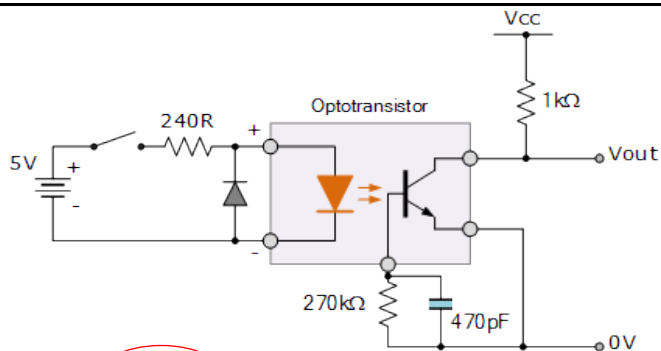 Vcc
Optotransistor
1kΩ
240R
+
Vout
5V
+
-
-
270kΩ
470pF
0V